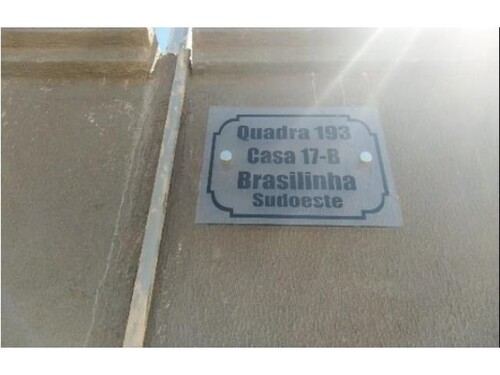 Quadra 193
Casa 17-B
Brasilinha
Sudoeste